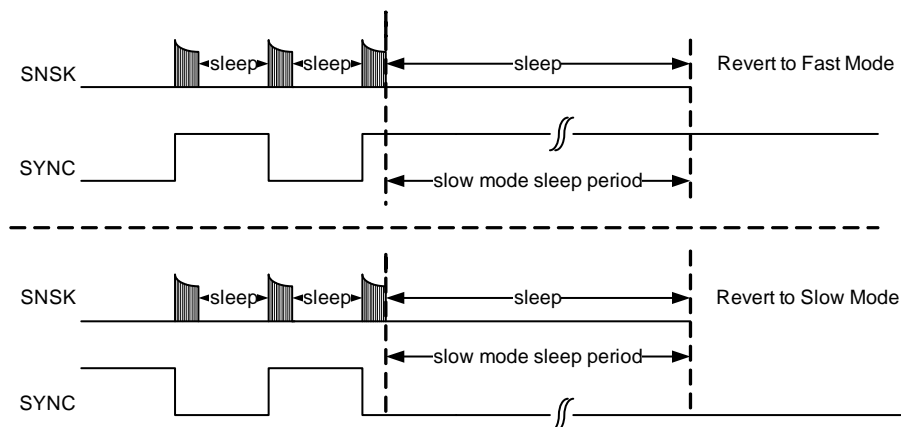 sleep sleep sleep Revert to Fast Mode
SNSK
SYNC
slow mode sleep period
SNSK sleep sleep sleep Revert to Slow Mode
slow mode sleep period
SYNC